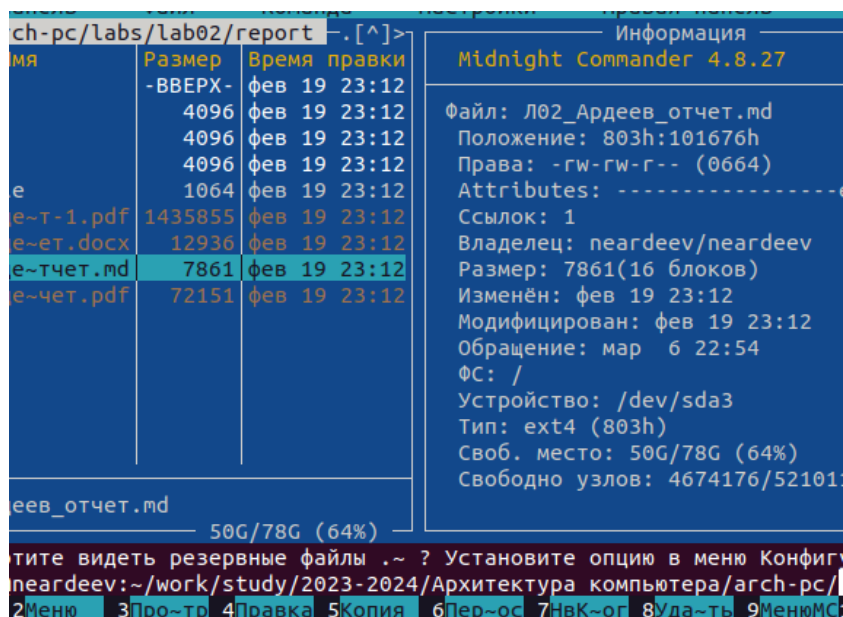 ch-pc/labs/lab02/report .[^]>
Информация
мя Размер Время правки
Midnight Commander 4.8.27
-ВВЕРХ- фев 19 23:12
4096 фев 19 23:12
Файл: Л02_Ардеев_отчет.md
4096 фев 19 23:12
Положение: 803h:101676h
4096 фев 19 23:12
Права: -rw-rw-r-- (0664)
e 1064 фев 19 23:12
Attributes: -----------------e
е~т-1.pdf 1435855 фев 19 23:12
Ссылок: 1
е~ет.docx 12936 фев 19 23:12
Владелец: neardeev/neardeev
е~тчет.md 7861 фев 19 23:12
Размер: 7861(16 блоков)
е~чет.pdf 72151 фев 19 23:12
Изменён: фев 19 23:12
Модифицирован: фев 19 23:12
Обращение: мар 6 22:54
ФС: /
Устройство: /dev/sda3
Тип: ext4 (803h)
Своб. место: 50G/78G (64%)
Свободно узлов: 4674176/521011
еев_отчет.md
50G/78G (64%)
тите видеть резервные файлы .~ ? Установите опцию в меню Конфигу
neardeev:~/work/study/2023-2024/Архитектура компьютера/arch-pc/
2Меню 3Про~тр 4Правка 5Копия 6Пер~ос 7НвК~ог 8Уда~ть 9МенюМС